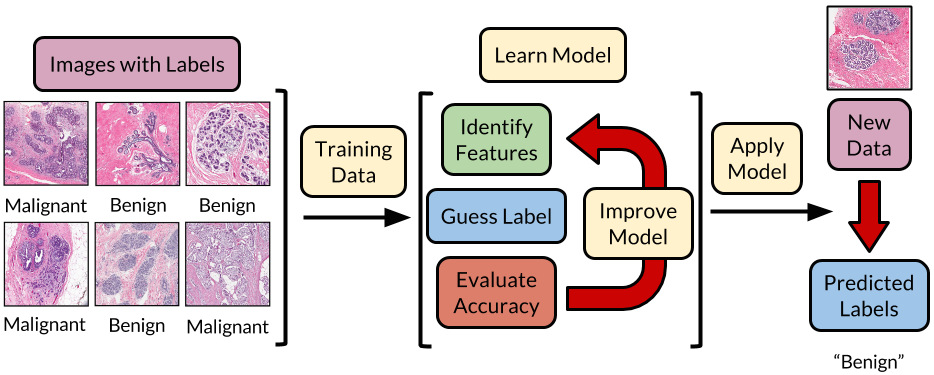 Images with Labels
Malignant
Benign
Benign
Malignant
Benign
Malignant
Training
Data
Learn Model
Identify
Features
Guess Label
Evaluate
Accuracy
Improve
Model
Apply
Model
New
Data
Predicted
Labels
“Benign”